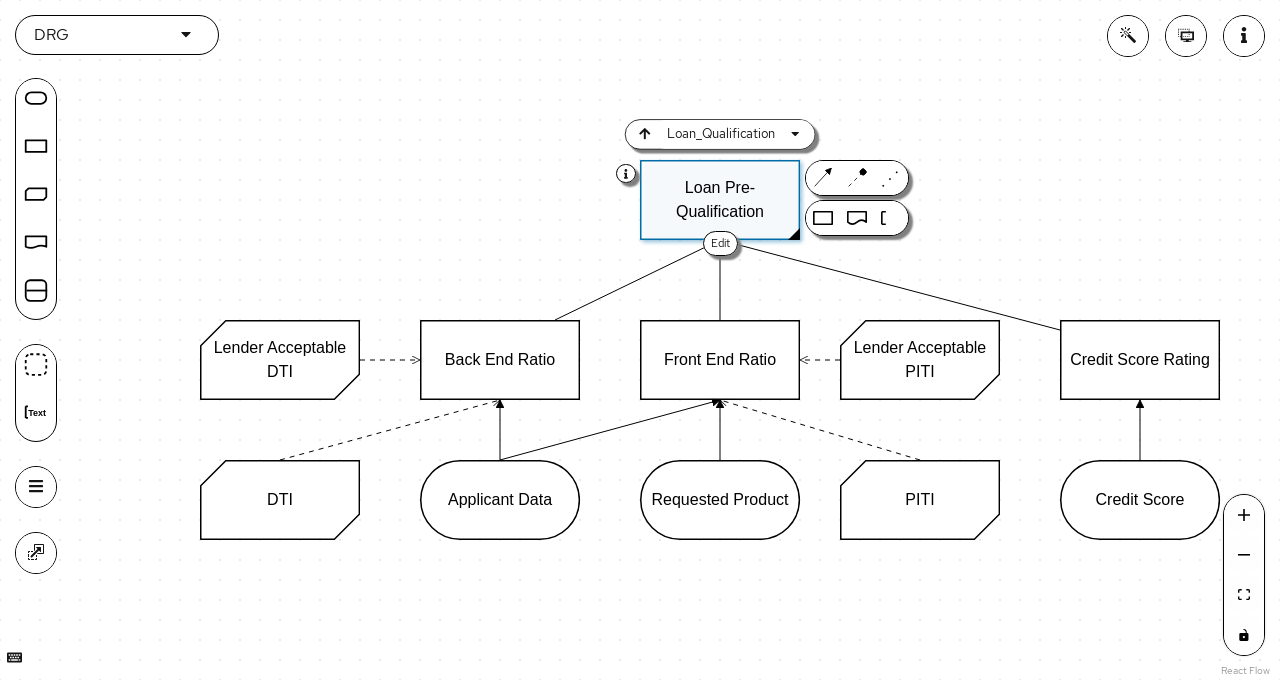 DRG
Loan_Qualification
Loan Pre-
Qualification
Edit
Text
Lender Acceptable
DTI
Back End Ratio
Front End Ratio
Lender Acceptable
PITI
Credit Score Rating
DTI
Applicant Data
Requested Product
PITI
Credit Score
React Flow